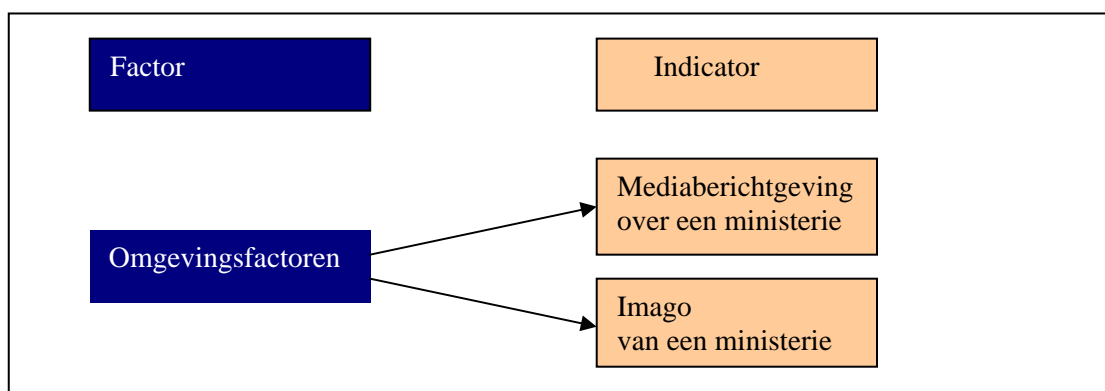 Factor
Indicator
Mediaberichtgeving
over een ministerie
Omgevingsfactoren
Imago
van een ministerie